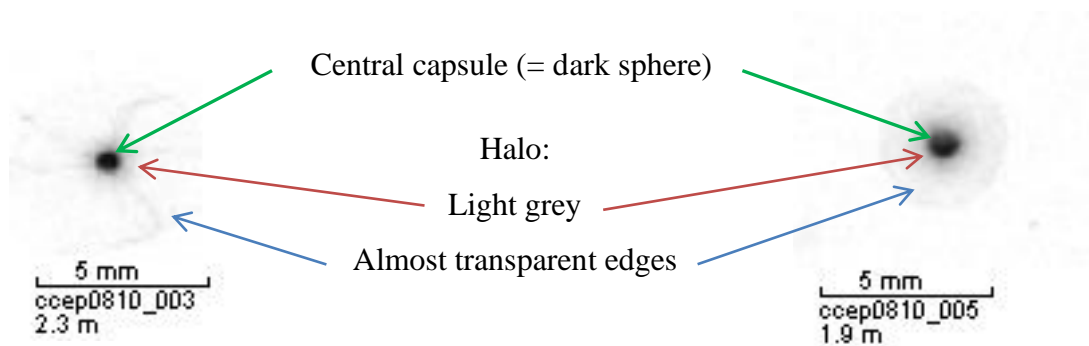 Central capsule (= dark sphere)
Halo:
Light grey
Almost transparent edges
5 mm
ccep0810_003
2.3 m
5 mm
ccep0810_005
1.9 m